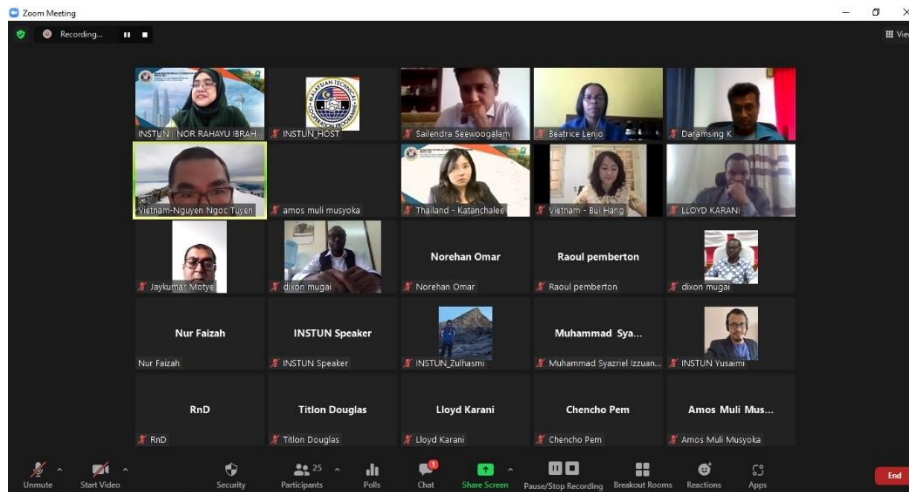 Zoom Meeting
Recording...
View
INSTUN | NOR RAHAYU IBRAH...
INSTUN_HOST
Sailendra Seewoogalam
Beatrice Lenjo
Daramsing K
Vietnam-Nguyen Ngoc Tuyen
amos muli musyoka
Thailand - Katanchalee
Vietnam - Bui Hang
LLOYD KARANI
Jaykumar Motye
dixon mugai
Norehan Omar
Norehan Omar
Raoul pemberton
Raoul pemberton
dixon mugai
Nur Faizah
Nur Faizah
INSTUN Speaker
INSTUN Speaker
INSTUN_Zulhasmi
Muhammad Sya...
Muhammad Syazriel Izzuan...
INSTUN Yusaimi
RnD
RnD
Titlon Douglas
Titlon Douglas
Lloyd Karani
Lloyd Karani
Chencho Pem
Chencho Pem
Amos Muli Mus...
Amos Muli Musyoka
Unmute
Start Video
Security
25
Participants
Polls
1
Chat
Share Screen
Pause/Stop Recording
Breakout Rooms
Reactions
Apps
End